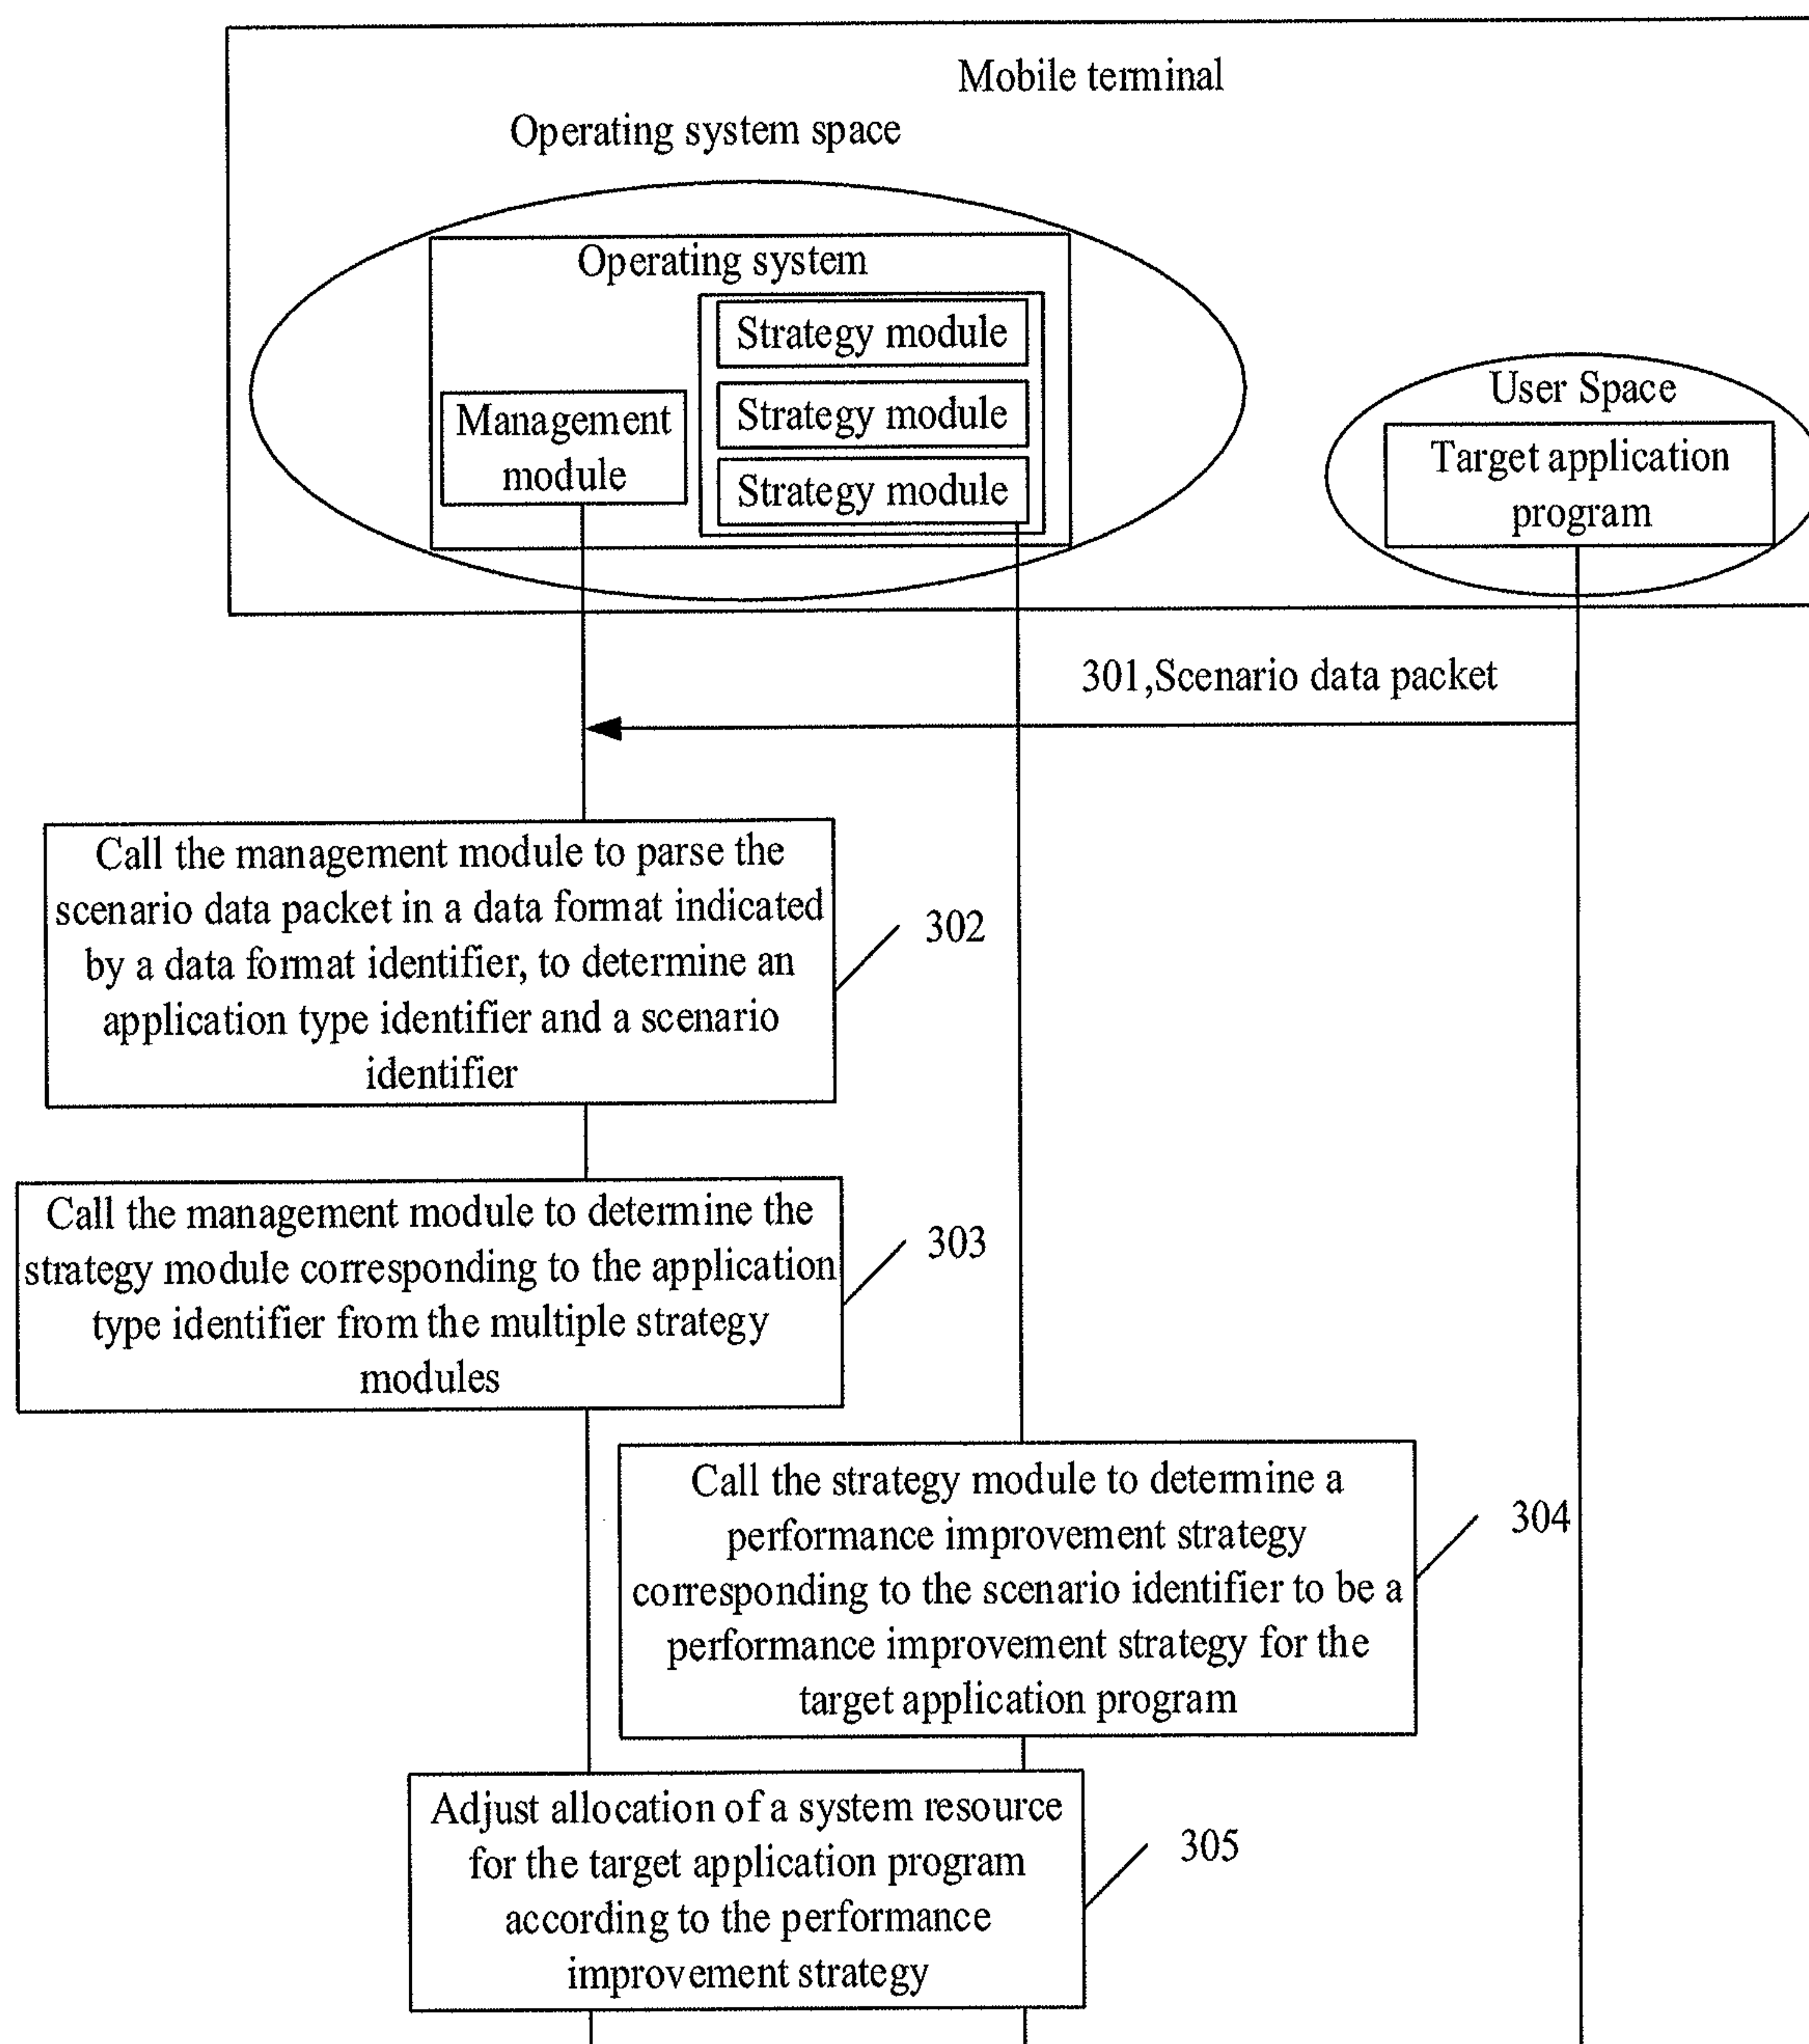 Mobile terminal
Operating system space
Operating system
Strategy module
Strategy module
Strategy module
Management
module
User Space
Target application
program
301,Scenario data packet
Call the management module to parse the
scenario data packet in a data format indicated
by a data format identifier, to determine an
application type identifier and a scenario
identifier
302
Call the management module to determine the
strategy module corresponding to the application
type identifier from the multiple strategy
modules
303
Call the strategy module to determine a
performance improvement strategy
corresponding to the scenario identifier to be a
performance improvement strategy for the
target application program
304
Adjust allocation of a system resource
for the target application program
according to the performance
improvement strategy
305